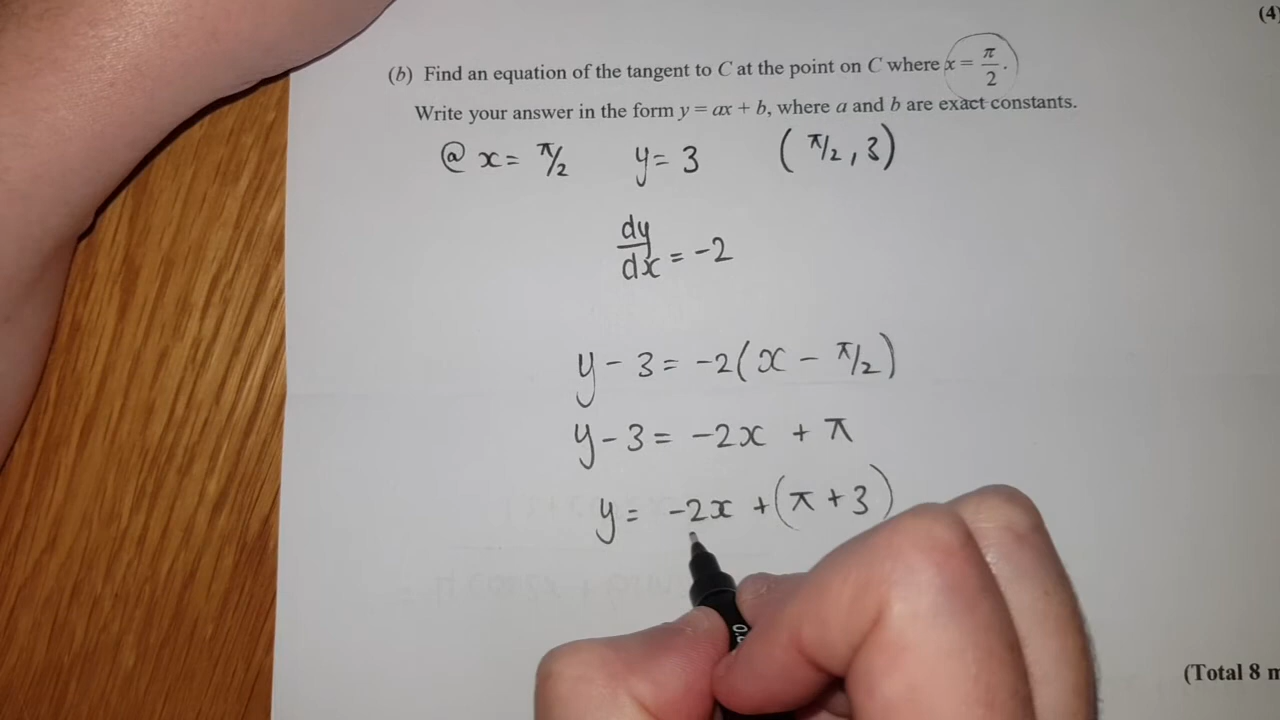 (4)
(b) Find an equation of the tangent to C at the point on C where x = π/2.
Write your answer in the form y = ax + b, where a and b are exact constants.
@ x = π/2 y = 3 (π/2, 3)
dy/dx = -2
y - 3 = -2(x - π/2)
y - 3 = -2x + π
y = -2x + (π + 3)
(Total 8